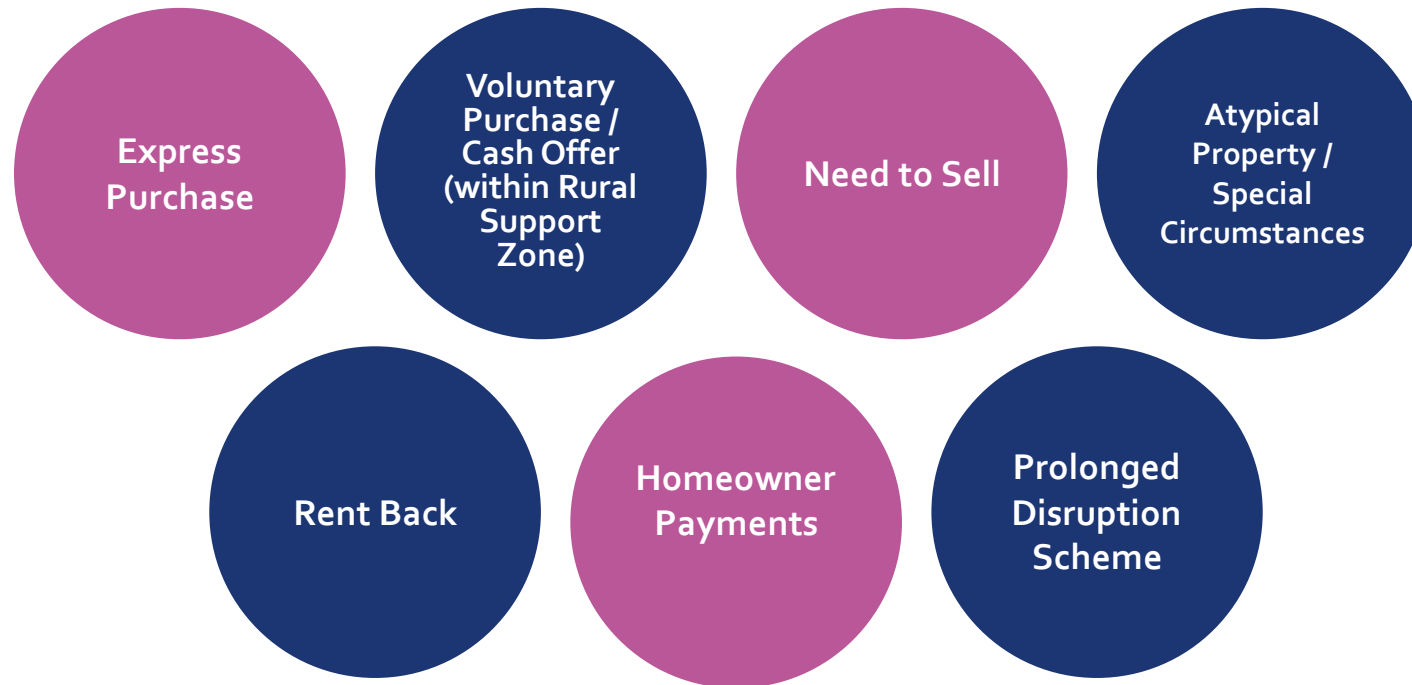 Express
Purchase
Voluntary
Purchase /
Cash Offer
(within Rural
Support
Zone)
Need to Sell
Atypical
Property /
Special
Circumstances
Rent Back
Homeowner
Payments
Prolonged
Disruption
Scheme